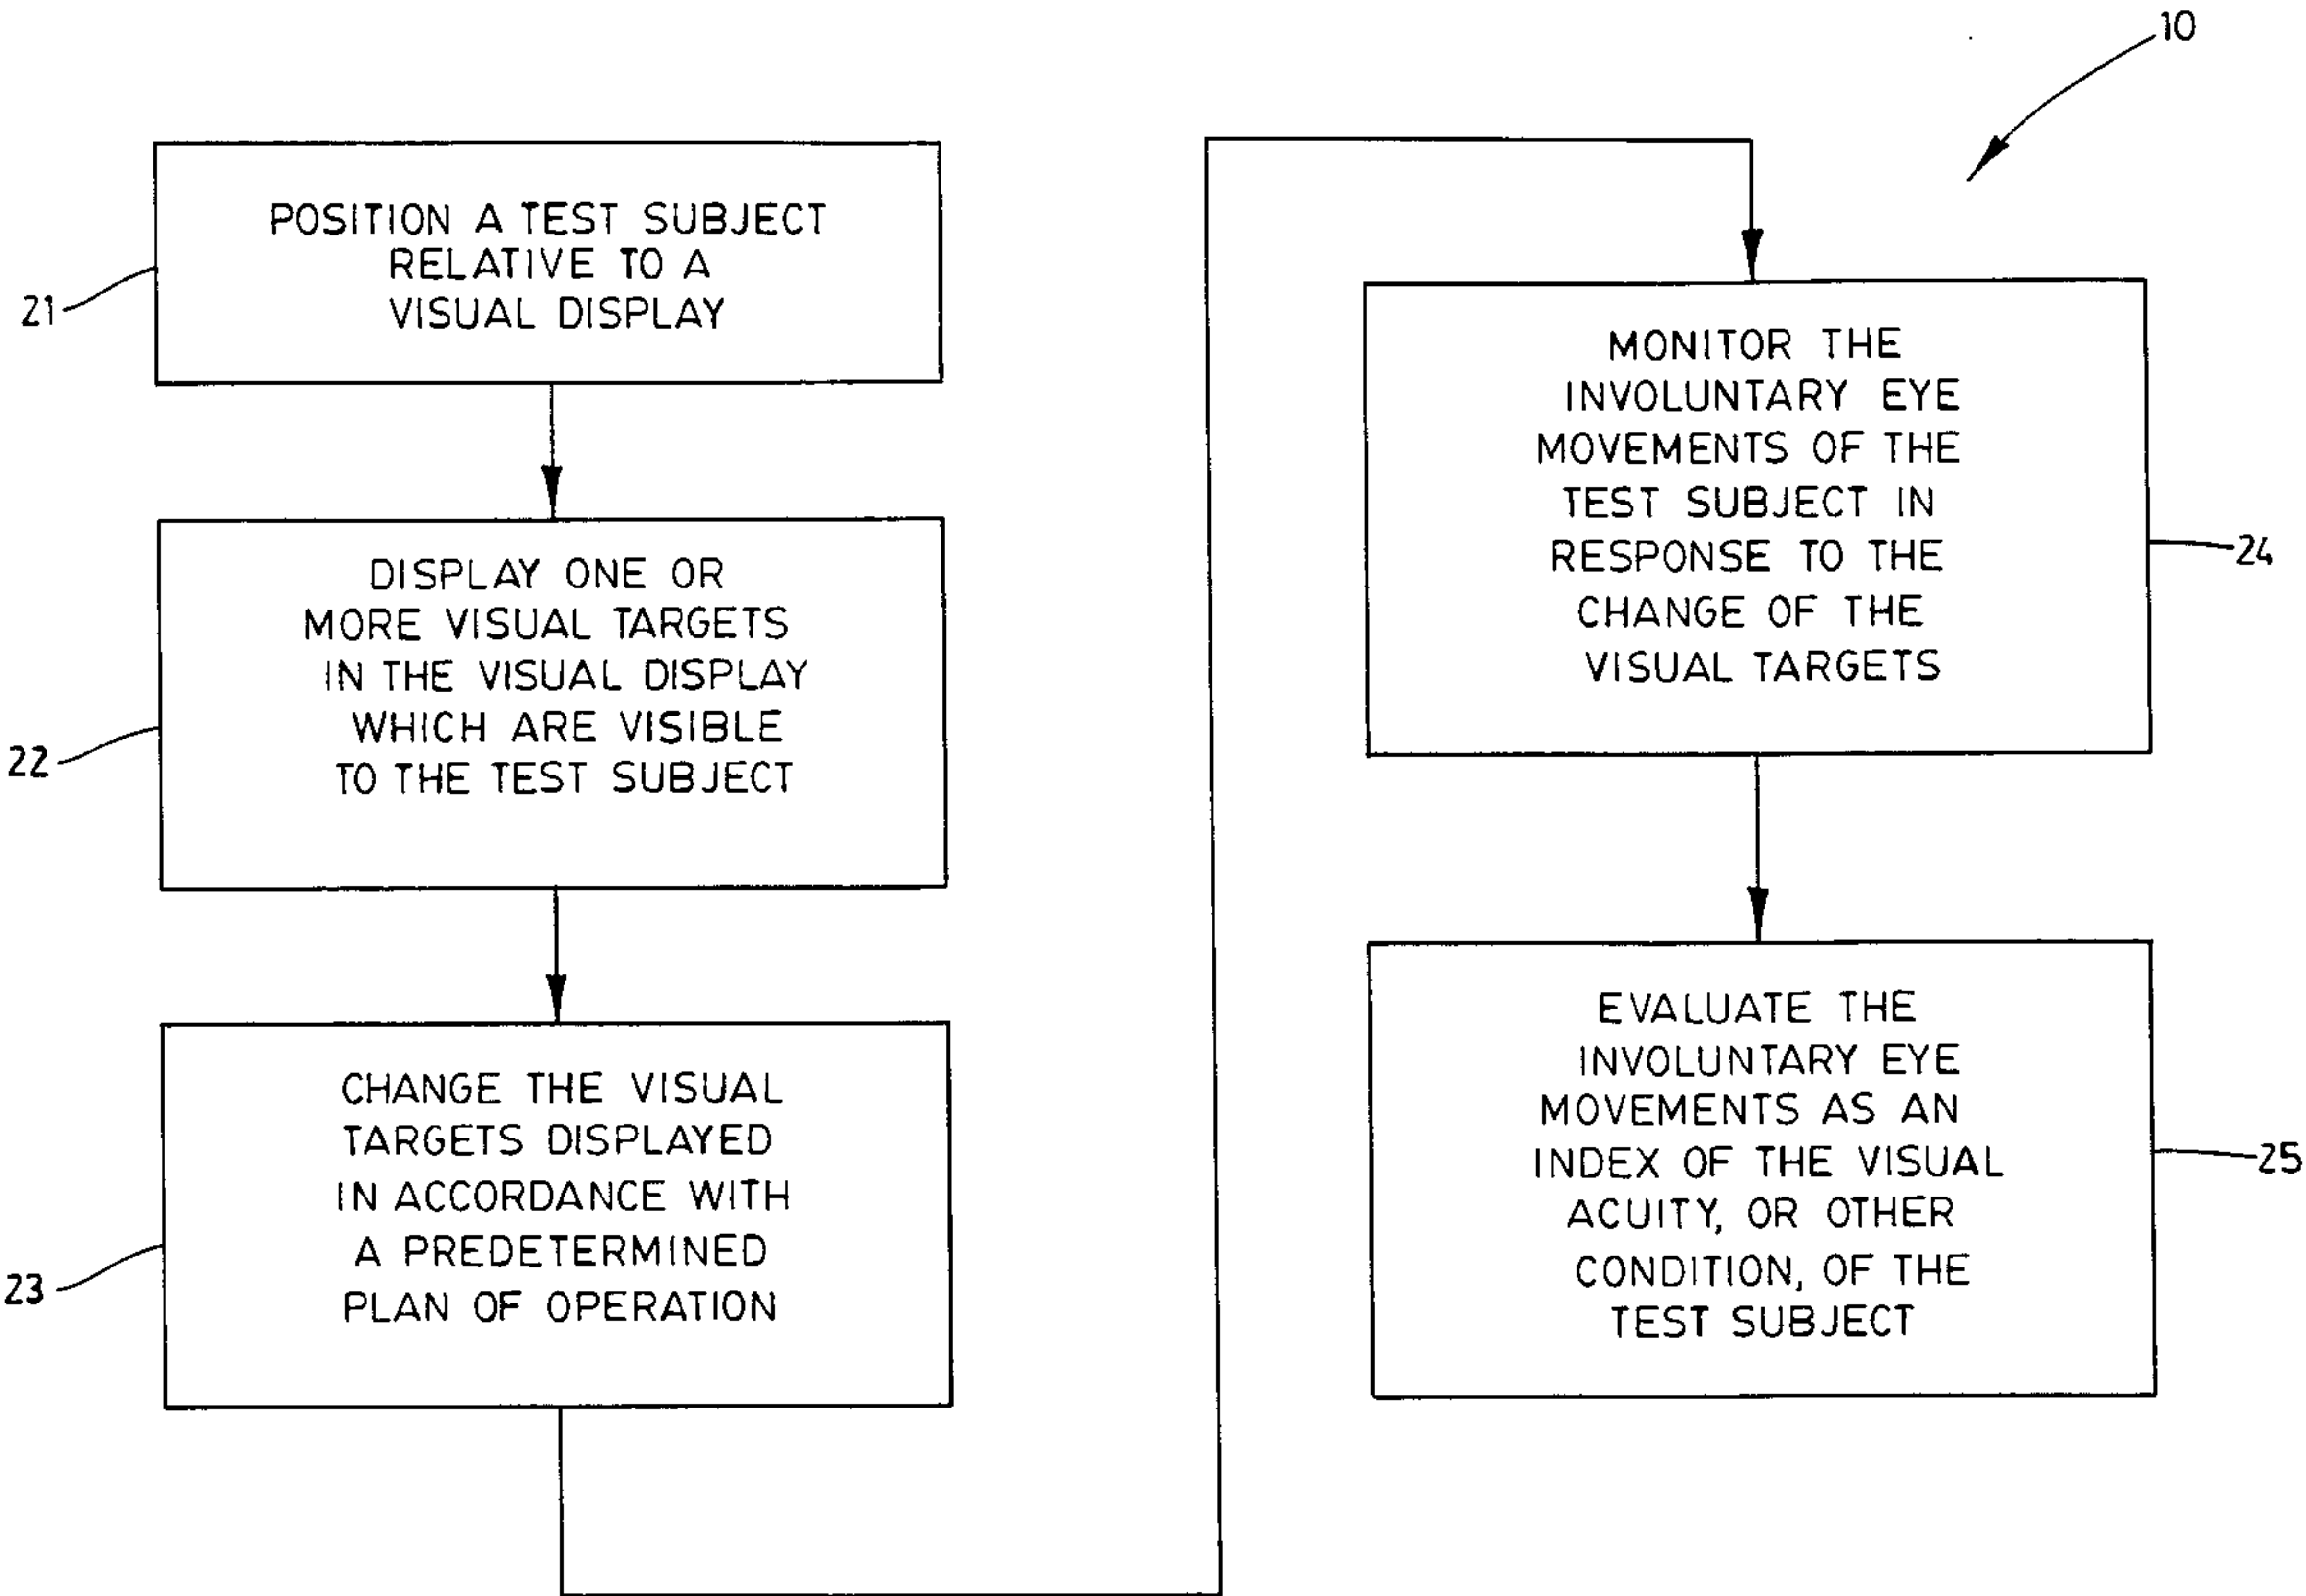 10
21
POSITION A TEST SUBJECT
RELATIVE TO A
VISUAL DISPLAY
22
DISPLAY ONE OR
MORE VISUAL TARGETS
IN THE VISUAL DISPLAY
WHICH ARE VISIBLE
TO THE TEST SUBJECT
23
CHANGE THE VISUAL
TARGETS DISPLAYED
IN ACCORDANCE WITH
A PREDETERMINED
PLAN OF OPERATION
MONITOR THE
INVOLUNTARY EYE
MOVEMENTS OF THE
TEST SUBJECT IN
RESPONSE TO THE
CHANGE OF THE
VISUAL TARGETS
24
EVALUATE THE
INVOLUNTARY EYE
MOVEMENTS AS AN
INDEX OF THE VISUAL
ACUITY, OR OTHER
CONDITION, OF THE
TEST SUBJECT
25